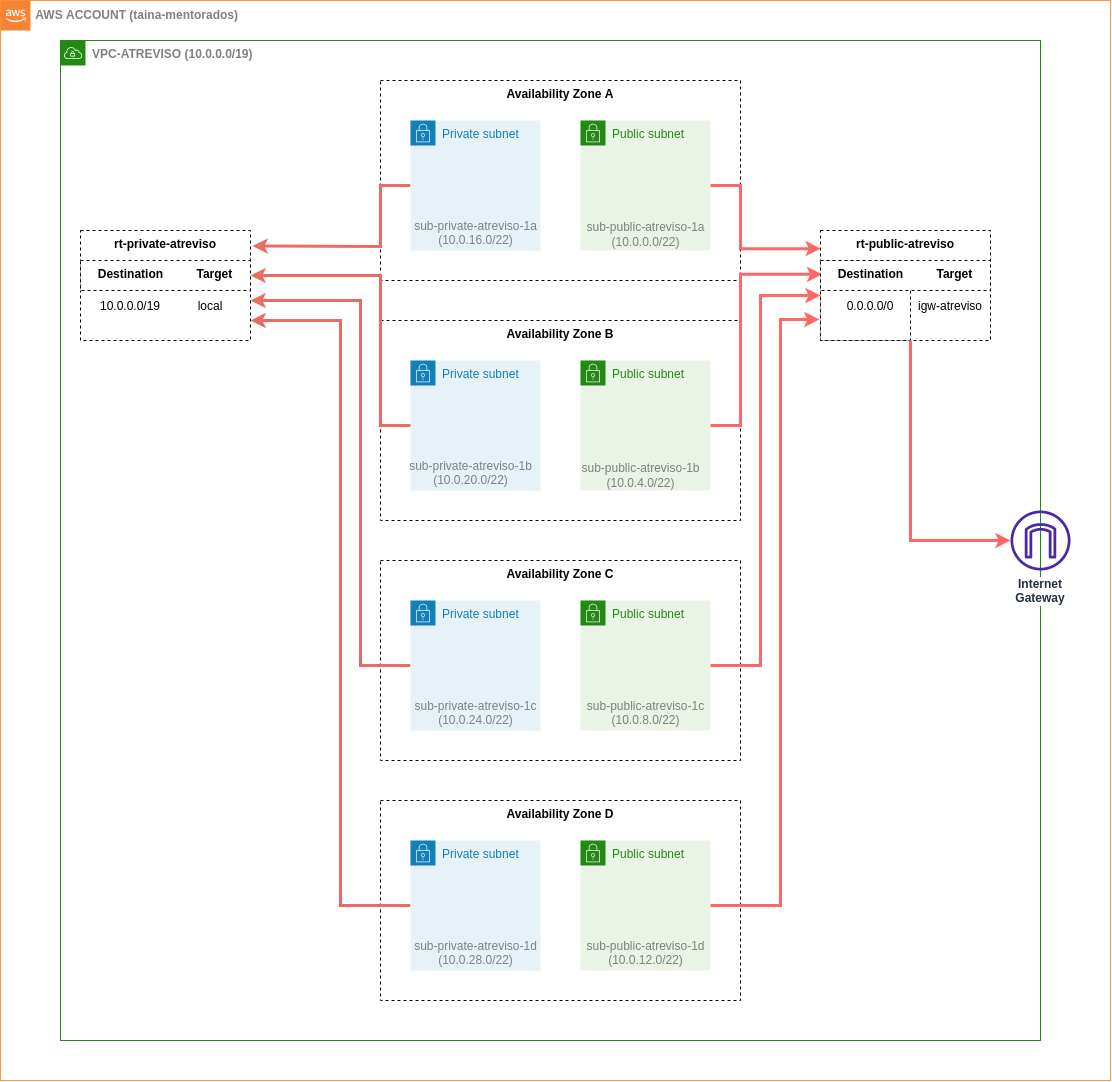 aws
AWS ACCOUNT (taina-mentorados)
VPC-ATREVISO (10.0.0.0/19)
Availability Zone A
Private subnet
sub-private-atreviso-1a
(10.0.16.0/22)
Public subnet
sub-public-atreviso-1a
(10.0.0.0/22)
rt-private-atreviso
Destination Target
10.0.0.0/19 local
rt-public-atreviso
Destination Target
0.0.0.0/0 igw-atreviso
Availability Zone B
Private subnet
sub-private-atreviso-1b
(10.0.20.0/22)
Public subnet
sub-public-atreviso-1b
(10.0.4.0/22)
Internet
Gateway
Availability Zone C
Private subnet
sub-private-atreviso-1c
(10.0.24.0/22)
Public subnet
sub-public-atreviso-1c
(10.0.8.0/22)
Availability Zone D
Private subnet
sub-private-atreviso-1d
(10.0.28.0/22)
Public subnet
sub-public-atreviso-1d
(10.0.12.0/22)